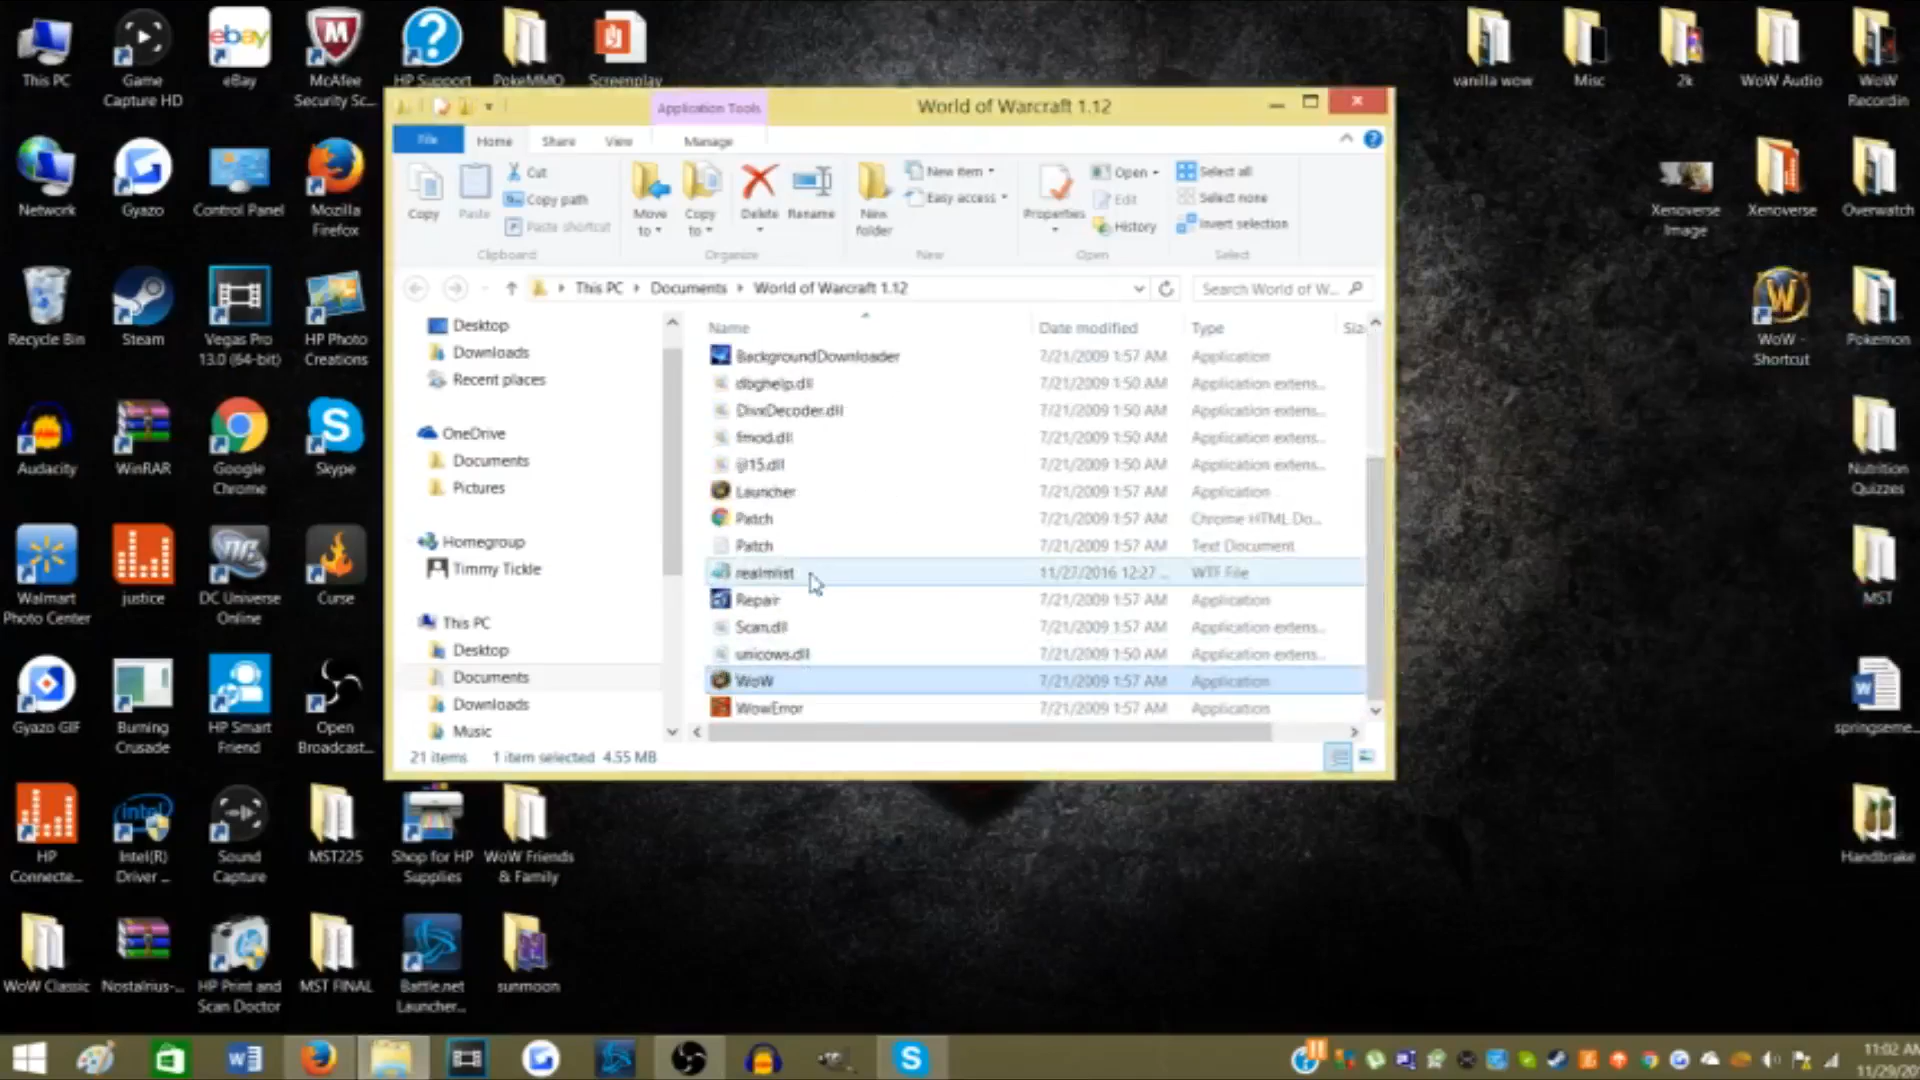 This PC
Game
Capture HD
eBay
McAfee
Security Sc...
HP Support
PokeMMO
Screenplay
vanilla wow
Misc
2k
WoW Audio
WoW
Recordin
Application Tools
World of Warcraft 1.12
File
Home
Share
View
Manage
Copy
Paste
Cut
Copy path
Paste shortcut
Clipboard
Move
to
Copy
to
Delete
Rename
Organize
New
folder
New item
Easy access
New
Properties
Open
Edit
History
Open
Select all
Select none
Invert selection
Select
This PC
Documents
World of Warcraft 1.12
Search World of W...
Network
Gyazo
Control Panel
Mozilla
Firefox
Xenoverse
Image
Xenoverse
Overwatch
Recycle Bin
Steam
Vegas Pro
13.0 (64-bit)
HP Photo
Creations
WoW -
Shortcut
Pokemon
Desktop
Downloads
Recent places
OneDrive
Documents
Pictures
Homegroup
Timmy Tickle
This PC
Desktop
Documents
Downloads
Music
Name Date modified Type Siz
BackgroundDownloader 7/21/2009 1:57 AM Application
dbghelp.dll 7/21/2009 1:50 AM Application extens...
DivxDecoder.dll 7/21/2009 1:50 AM Application extens...
fmod.dll 7/21/2009 1:50 AM Application extens...
ijl15.dll 7/21/2009 1:50 AM Application extens...
Launcher 7/21/2009 1:57 AM Application
Patch 7/21/2009 1:57 AM Chrome HTML Do...
Patch 7/21/2009 1:57 AM Text Document
realmlist 11/27/2016 12:27 ... WTF File
Repair 7/21/2009 1:57 AM Application
Scan.dll 7/21/2009 1:57 AM Application extens...
unicows.dll 7/21/2009 1:50 AM Application extens...
WoW 7/21/2009 1:57 AM Application
WowError 7/21/2009 1:57 AM Application
21 items 1 item selected 4.55 MB
Audacity
WinRAR
Google
Chrome
Skype
Nutrition
Quizzes
Walmart
Photo Center
justice
DC Universe
Online
Curse
MST
Gyazo GIF
Burning
Crusade
HP Smart
Friend
Open
Broadcast...
springseme...
HP
Connecte...
Intel(R)
Driver ...
Sound
Capture
MST225
Shop for HP
Supplies
WoW Friends
& Family
Handbrake
WoW Classic
Nostalrius-...
HP Print and
Scan Doctor
MST FINAL
Battle.net
Launcher...
sunmoon
11:02 AM
11/29/20